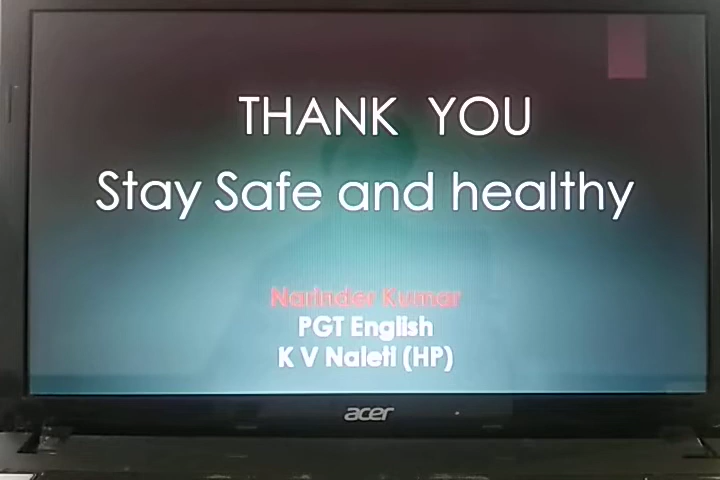 THANK YOU
Stay Safe and healthy
Narinder Kumar
PGT English
K V Naleti (HP)
acer